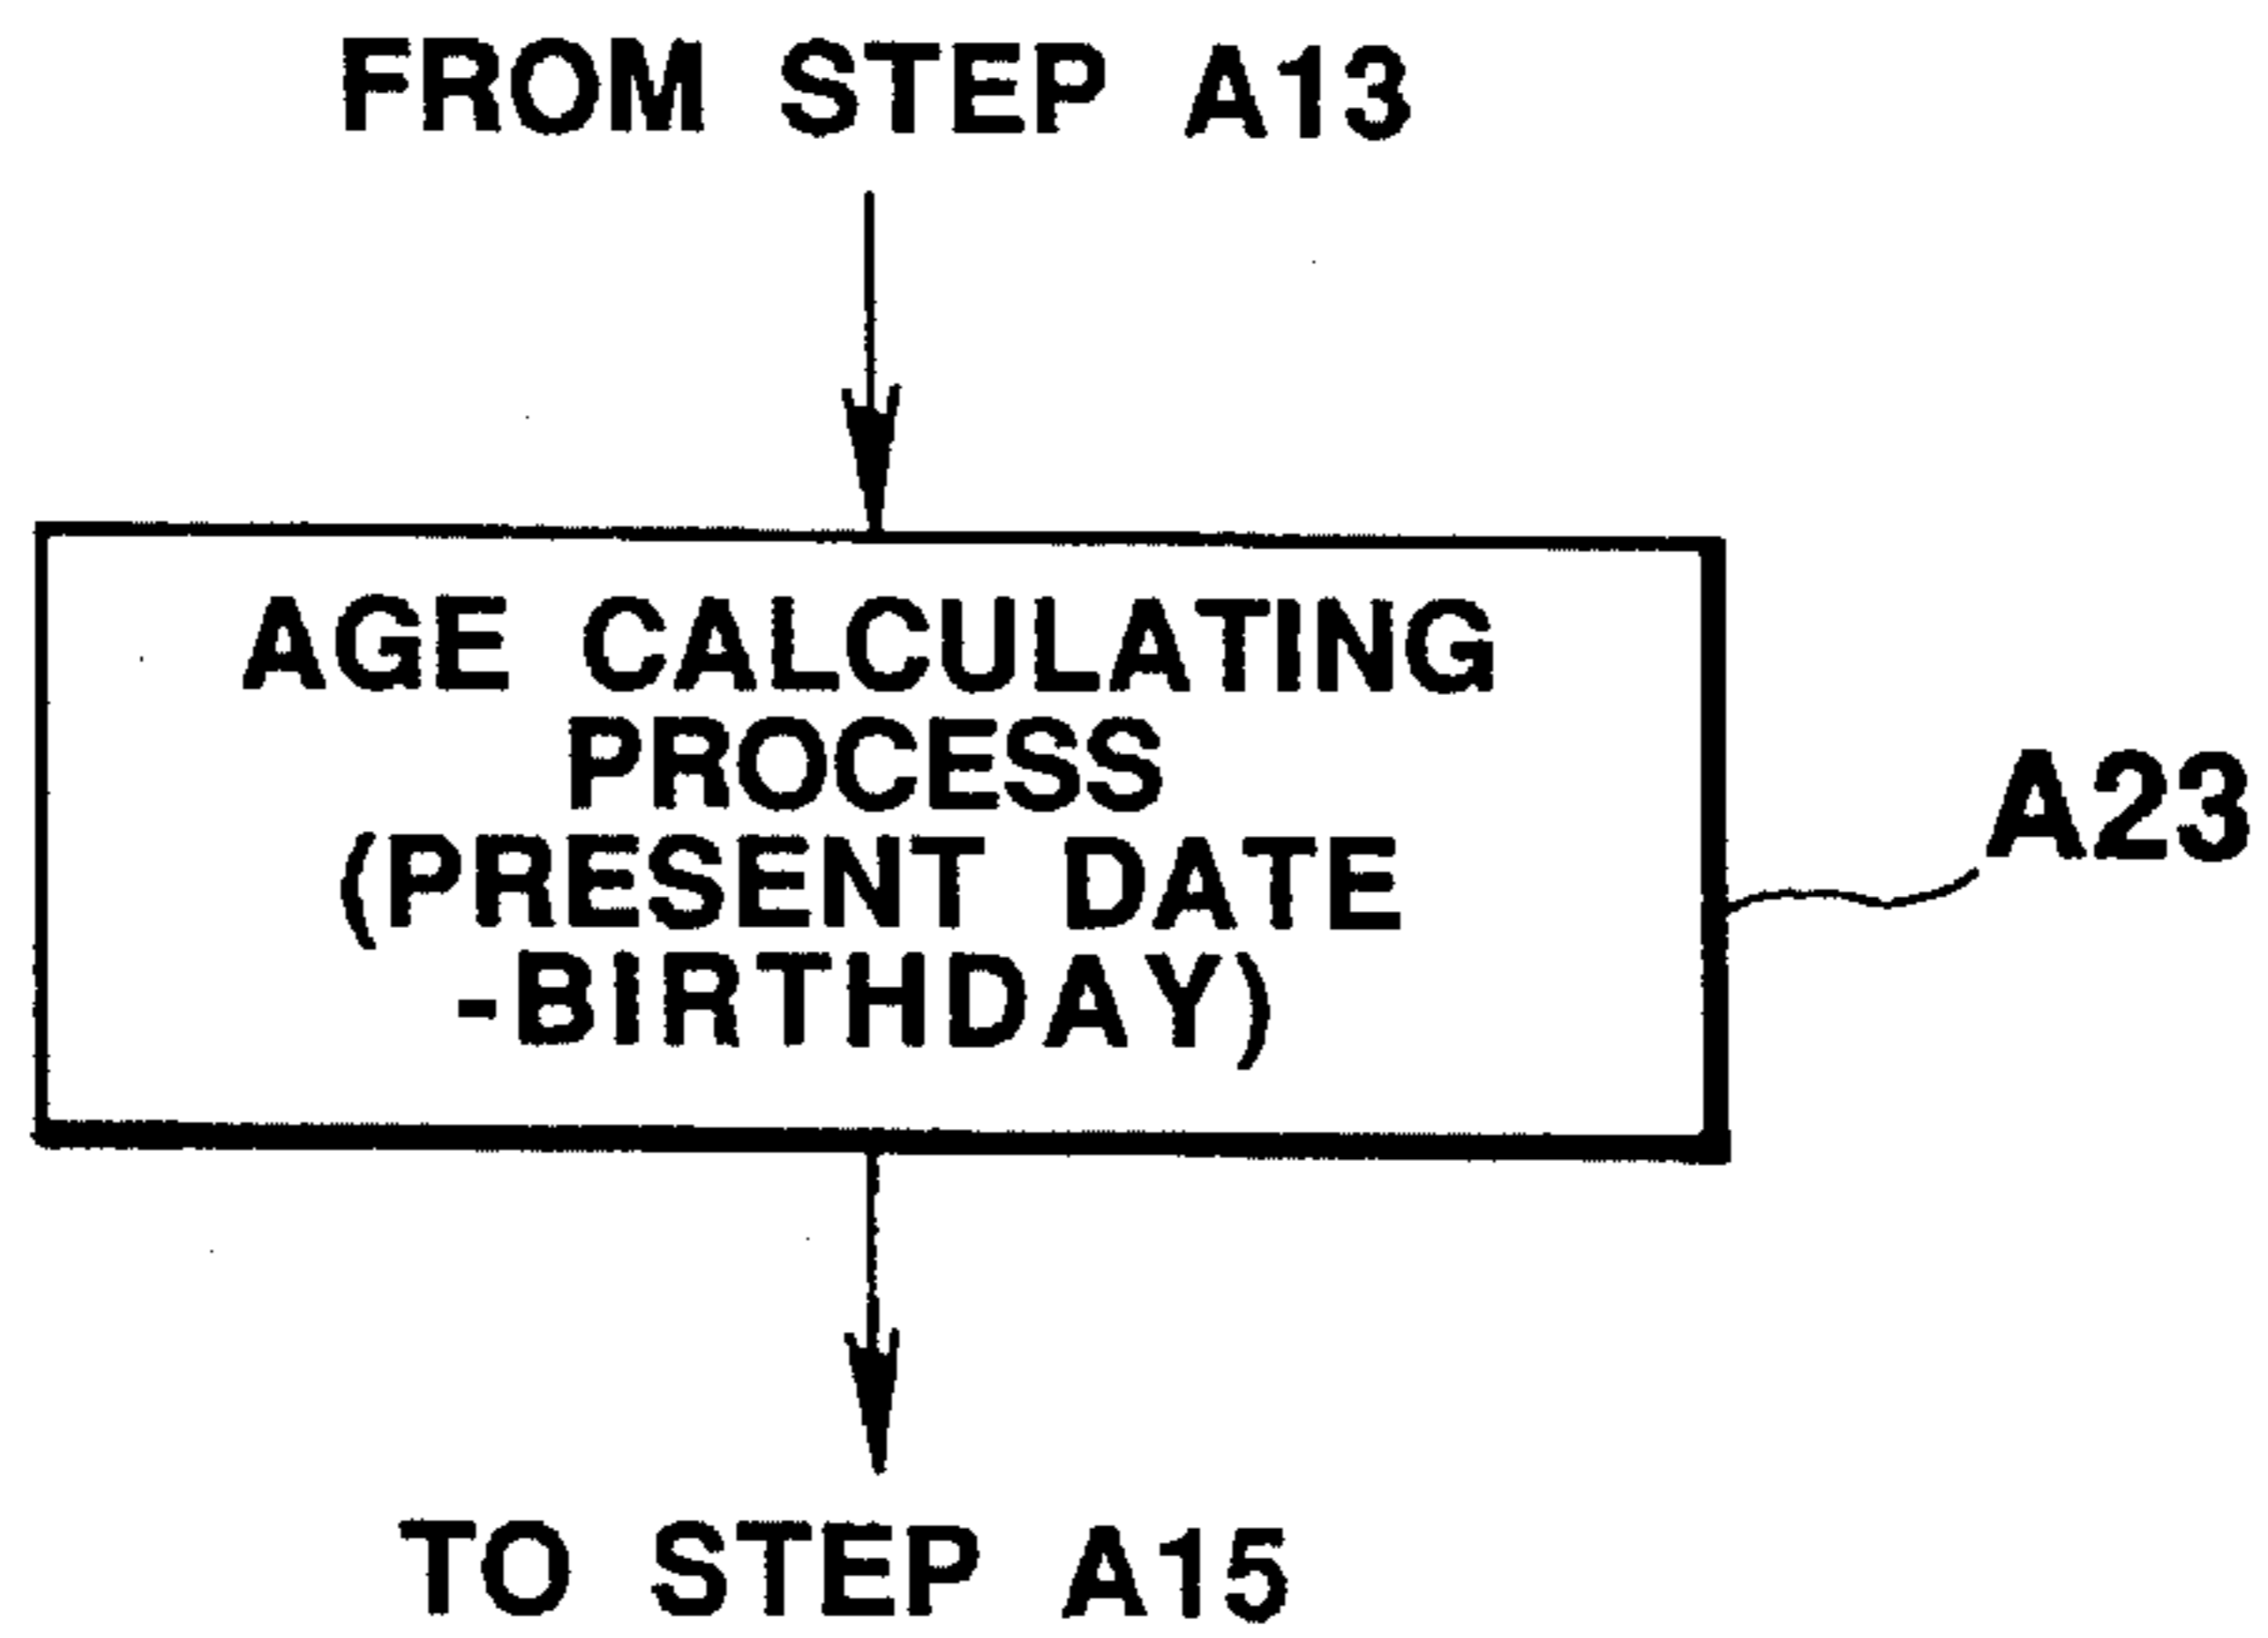 FROM STEP A13
AGE CALCULATING
PROCESS
(PRESENT DATE
-BIRTHDAY)
A23
TO STEP A15